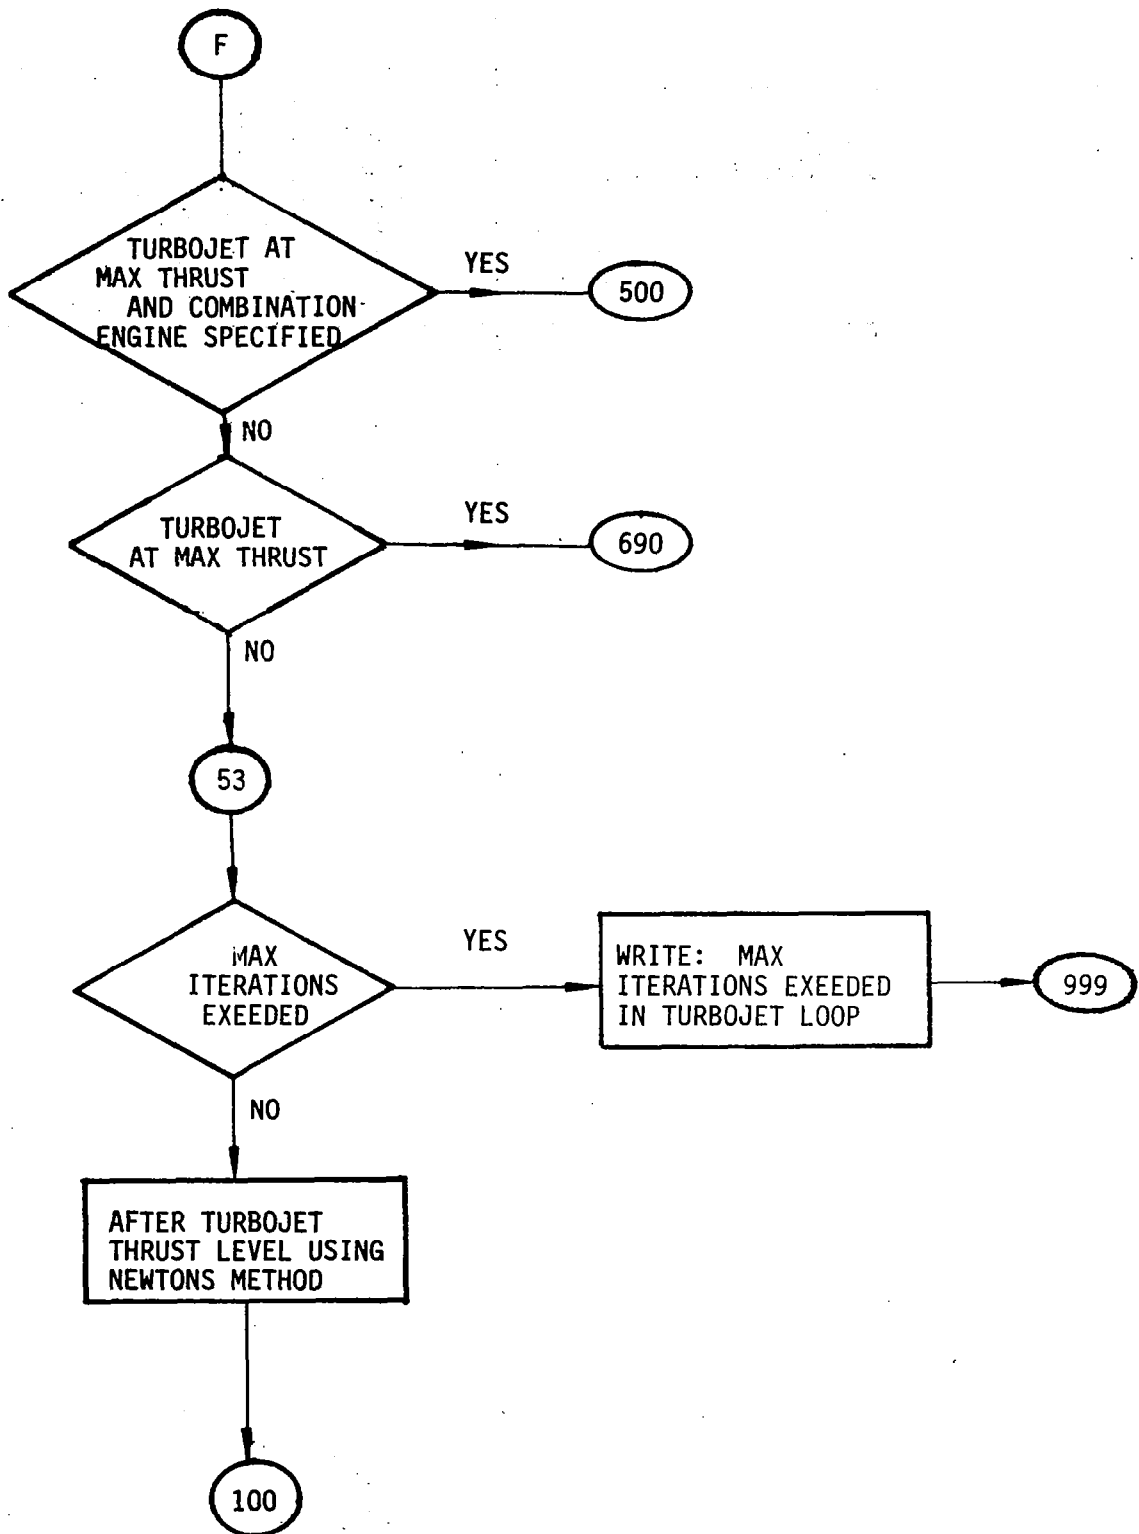 F
TURBOJET AT
MAX THRUST
AND COMBINATION
ENGINE SPECIFIED
YES
500
NO
TURBOJET
AT MAX THRUST
YES
690
NO
53
MAX
ITERATIONS
EXEEDED
YES
WRITE: MAX
ITERATIONS EXEEDED
IN TURBOJET LOOP
999
NO
AFTER TURBOJET
THRUST LEVEL USING
NEWTONS METHOD
100